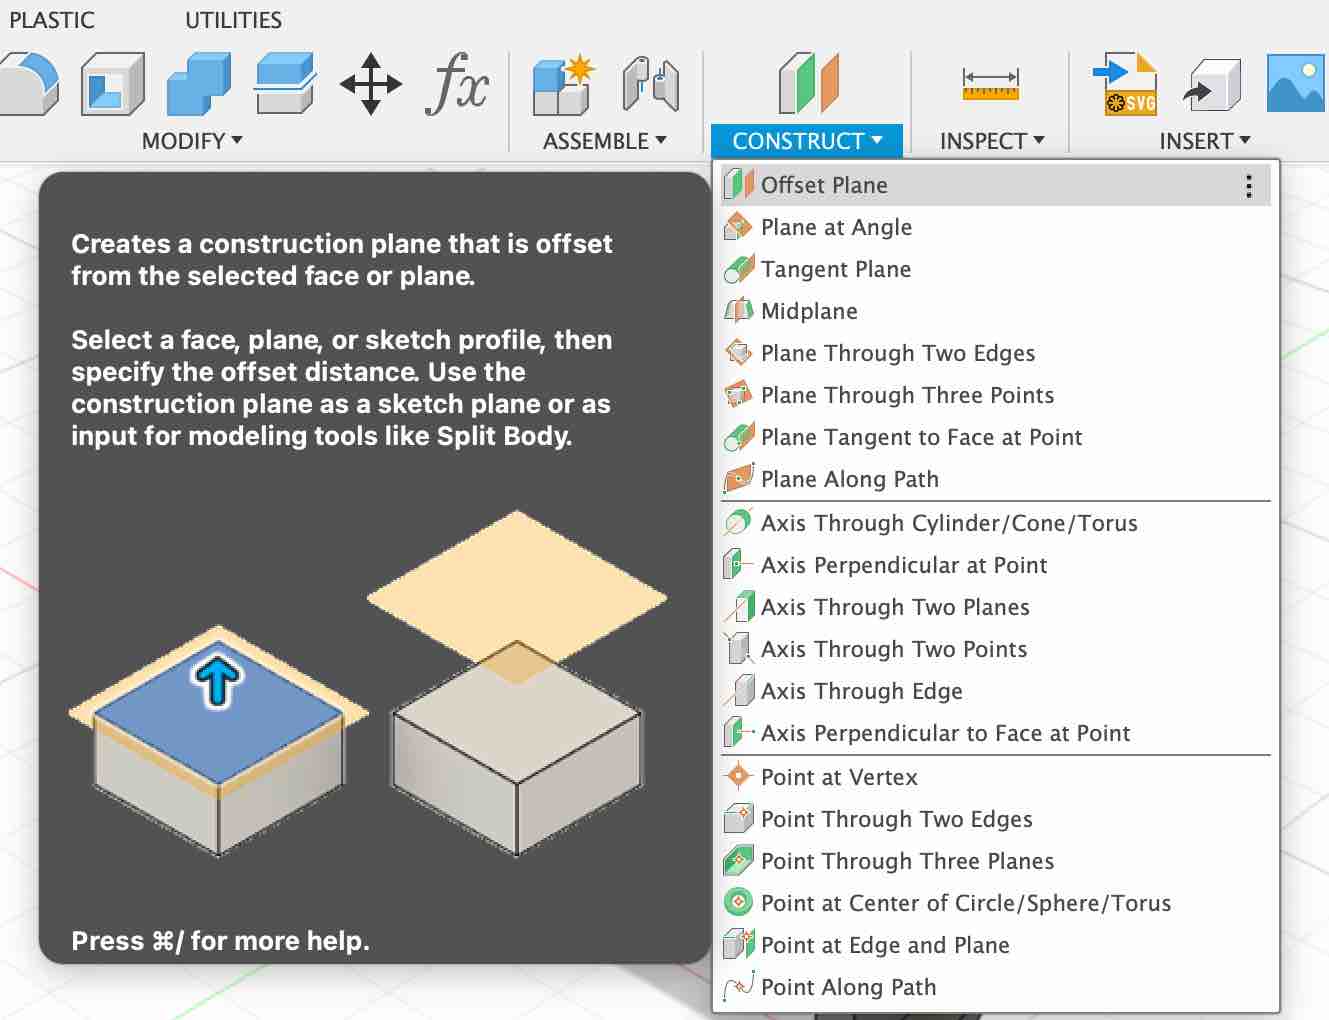 PLASTIC UTILITIES
fx
SVG
MODIFY ASSEMBLE CONSTRUCT INSPECT INSERT
Creates a construction plane that is offset
from the selected face or plane.
Select a face, plane, or sketch profile, then
specify the offset distance. Use the
construction plane as a sketch plane or as
input for modeling tools like Split Body.
Press ⌘/ for more help.
Offset Plane
Plane at Angle
Tangent Plane
Midplane
Plane Through Two Edges
Plane Through Three Points
Plane Tangent to Face at Point
Plane Along Path
Axis Through Cylinder/Cone/Torus
Axis Perpendicular at Point
Axis Through Two Planes
Axis Through Two Points
Axis Through Edge
Axis Perpendicular to Face at Point
Point at Vertex
Point Through Two Edges
Point Through Three Planes
Point at Center of Circle/Sphere/Torus
Point at Edge and Plane
Point Along Path